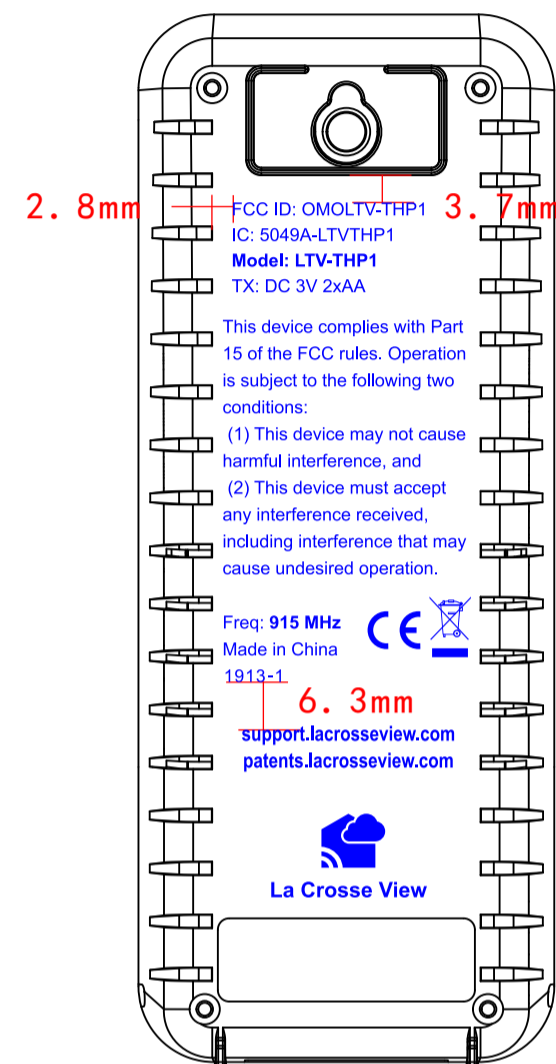 2. 8mm
FCC ID: OMOLTV-THP1
3. 7mm
IC: 5049A-LTVTHP1
Model: LTV-THP1
TX: DC 3V 2xAA
This device complies with Part
15 of the FCC rules. Operation
is subject to the following two
conditions:
(1) This device may not cause
harmful interference, and
(2) This device must accept
any interference received,
including interference that may
cause undesired operation.
Freq: 915 MHz
CE
Made in China
1913-1
6. 3mm
support.lacrosseview.com
patents.lacrosseview.com
La Crosse View